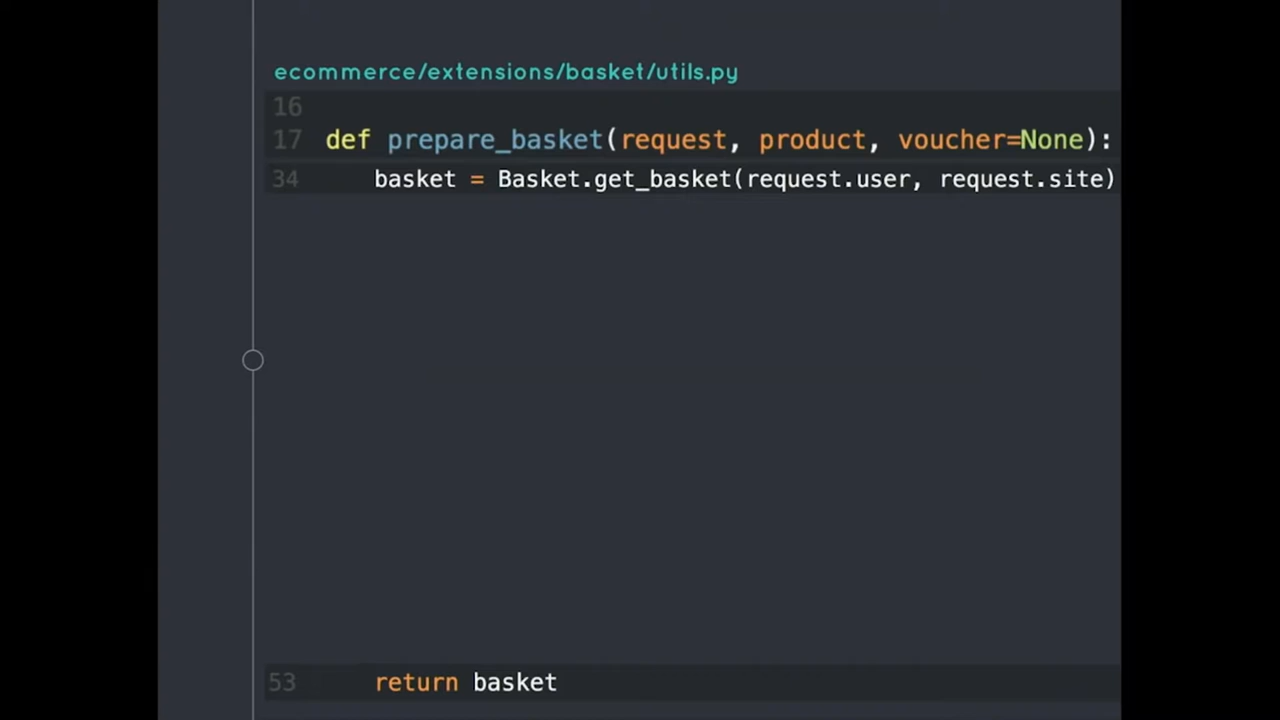 ecommerce/extensions/basket/utils.py
16
17 def prepare_basket(request, product, voucher=None):
34 basket = Basket.get_basket(request.user, request.site)
53 return basket